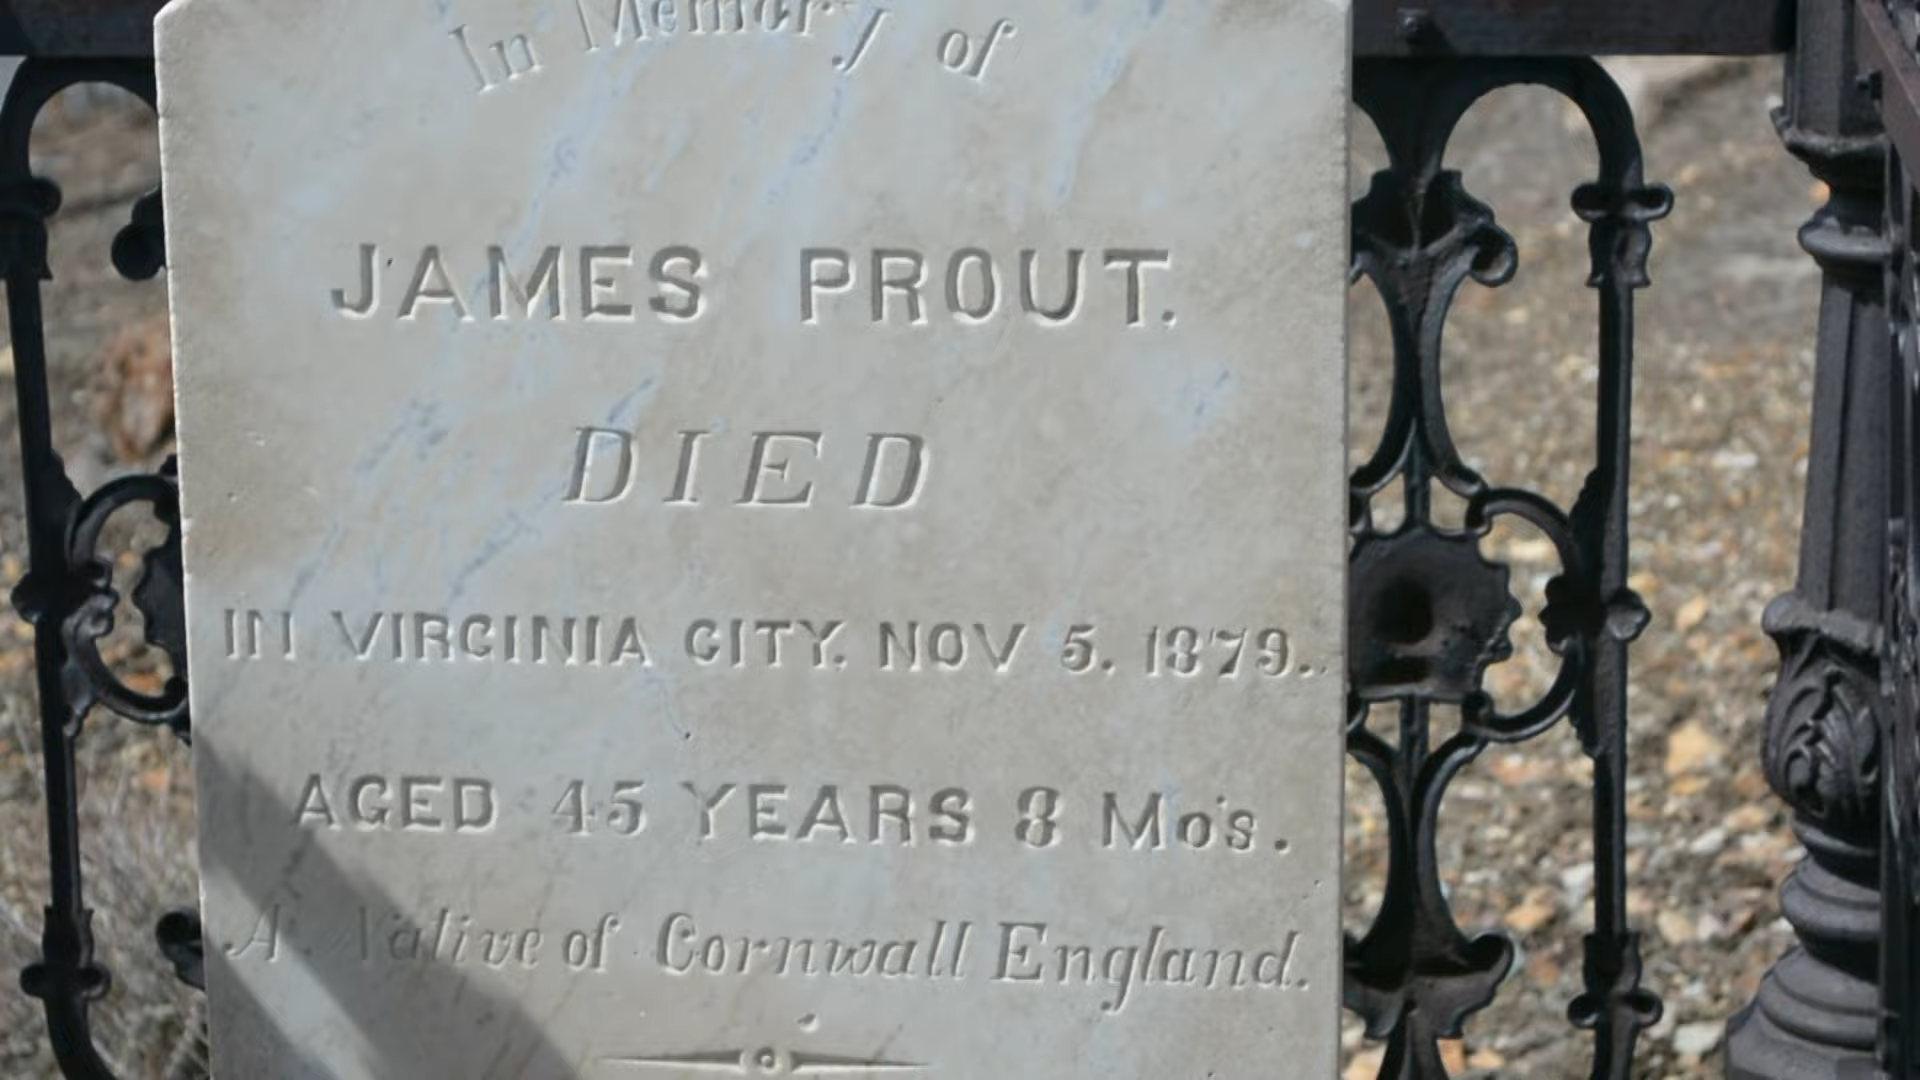 In Memory of
JAMES PROUT.
DIED
IN VIRGINIA CITY. NOV 5. 1879.
AGED 45 YEARS 8 Mo's.
A Native of Cornwall England.